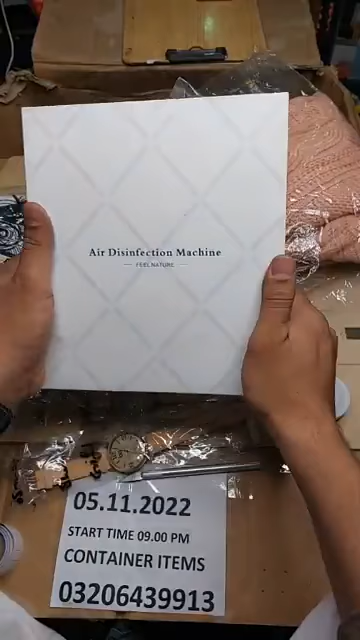 Air Disinfection Machine
FEEL NATURE
05.11.2022
START TIME 09.00 PM
CONTAINER ITEMS
03206439913